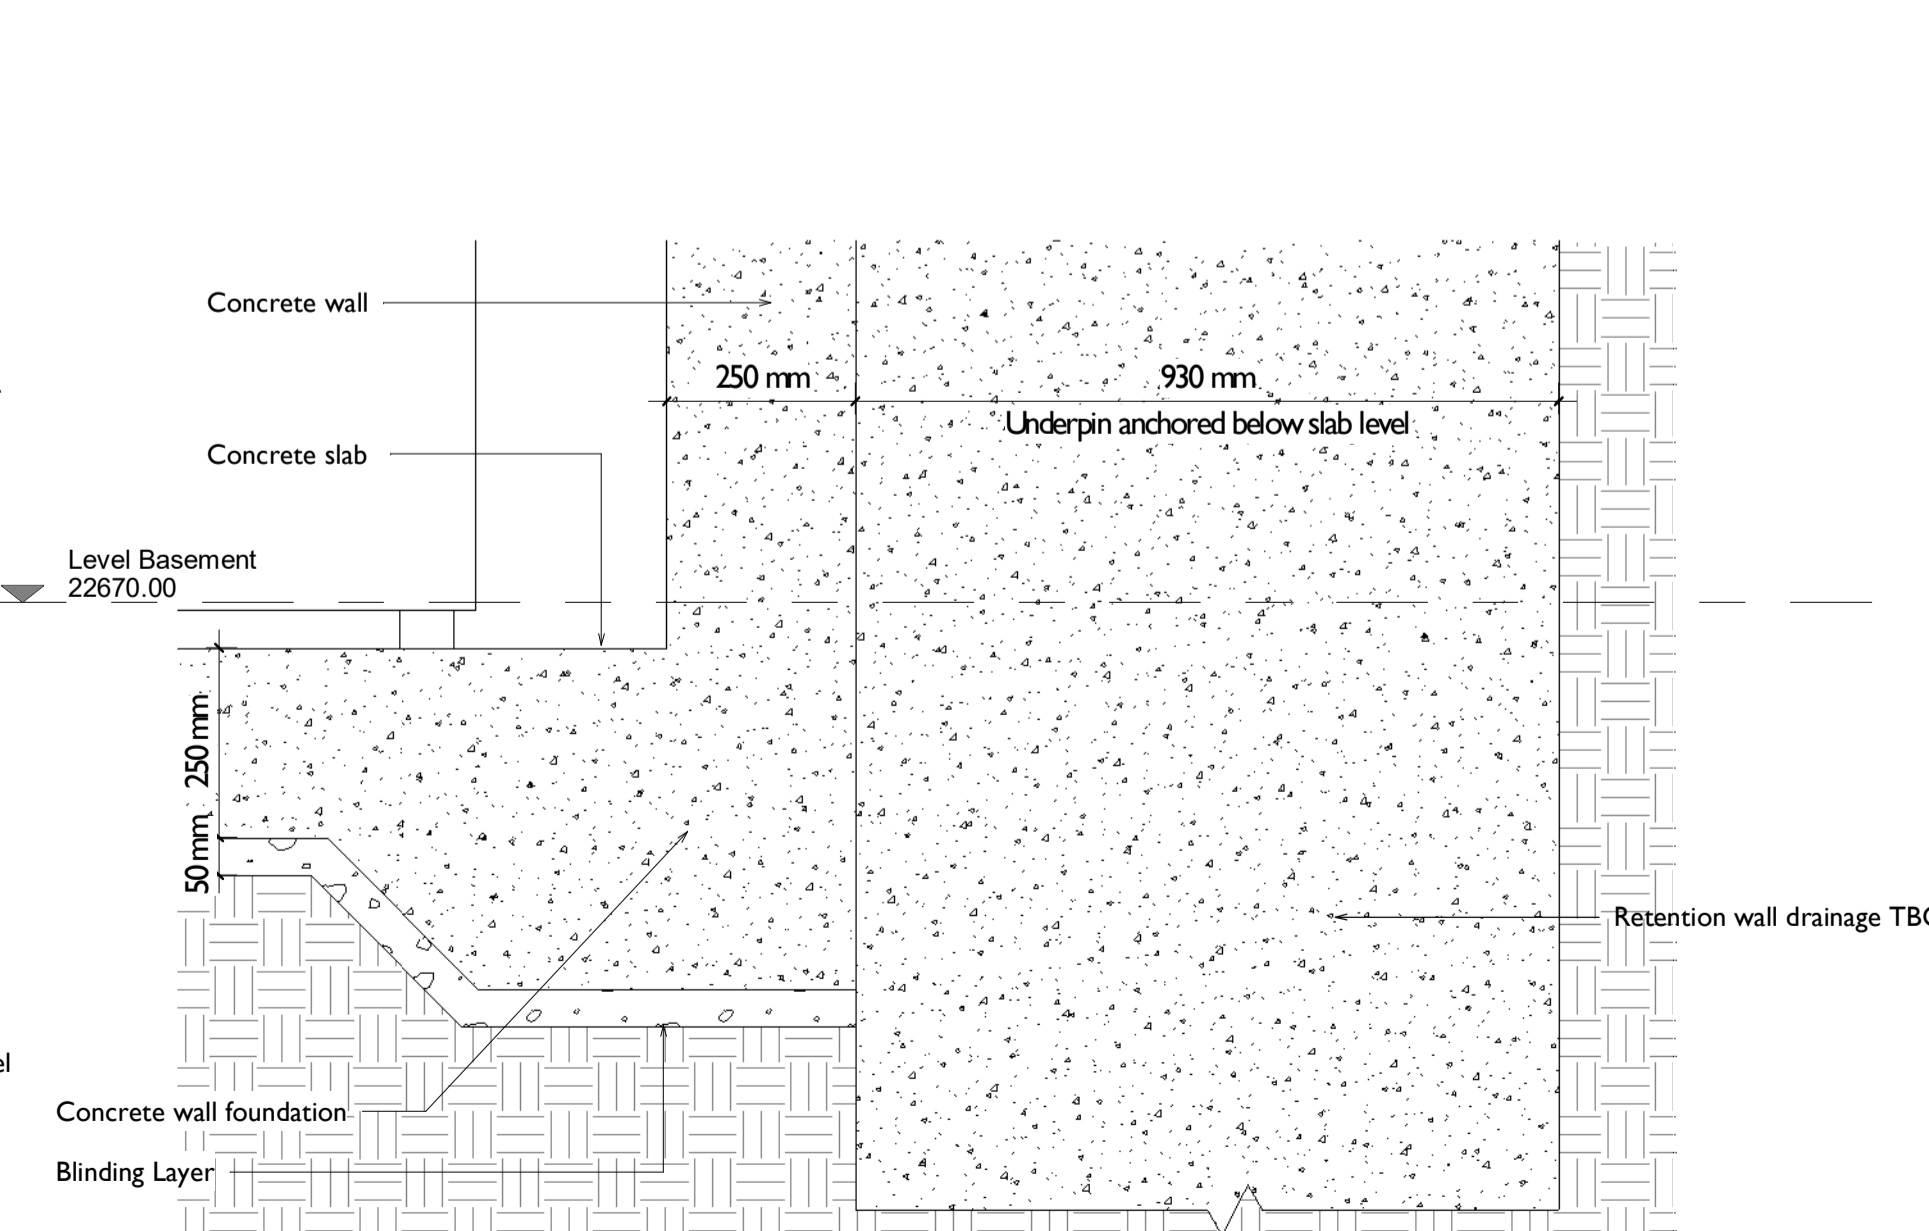 Concrete wall
250 mm
930 mm
Underpin anchored below slab level
Concrete slab
Level Basement
22670.00
250 mm
50 mm
Retention wall drainage
Concrete wall foundation
Blinding Layer